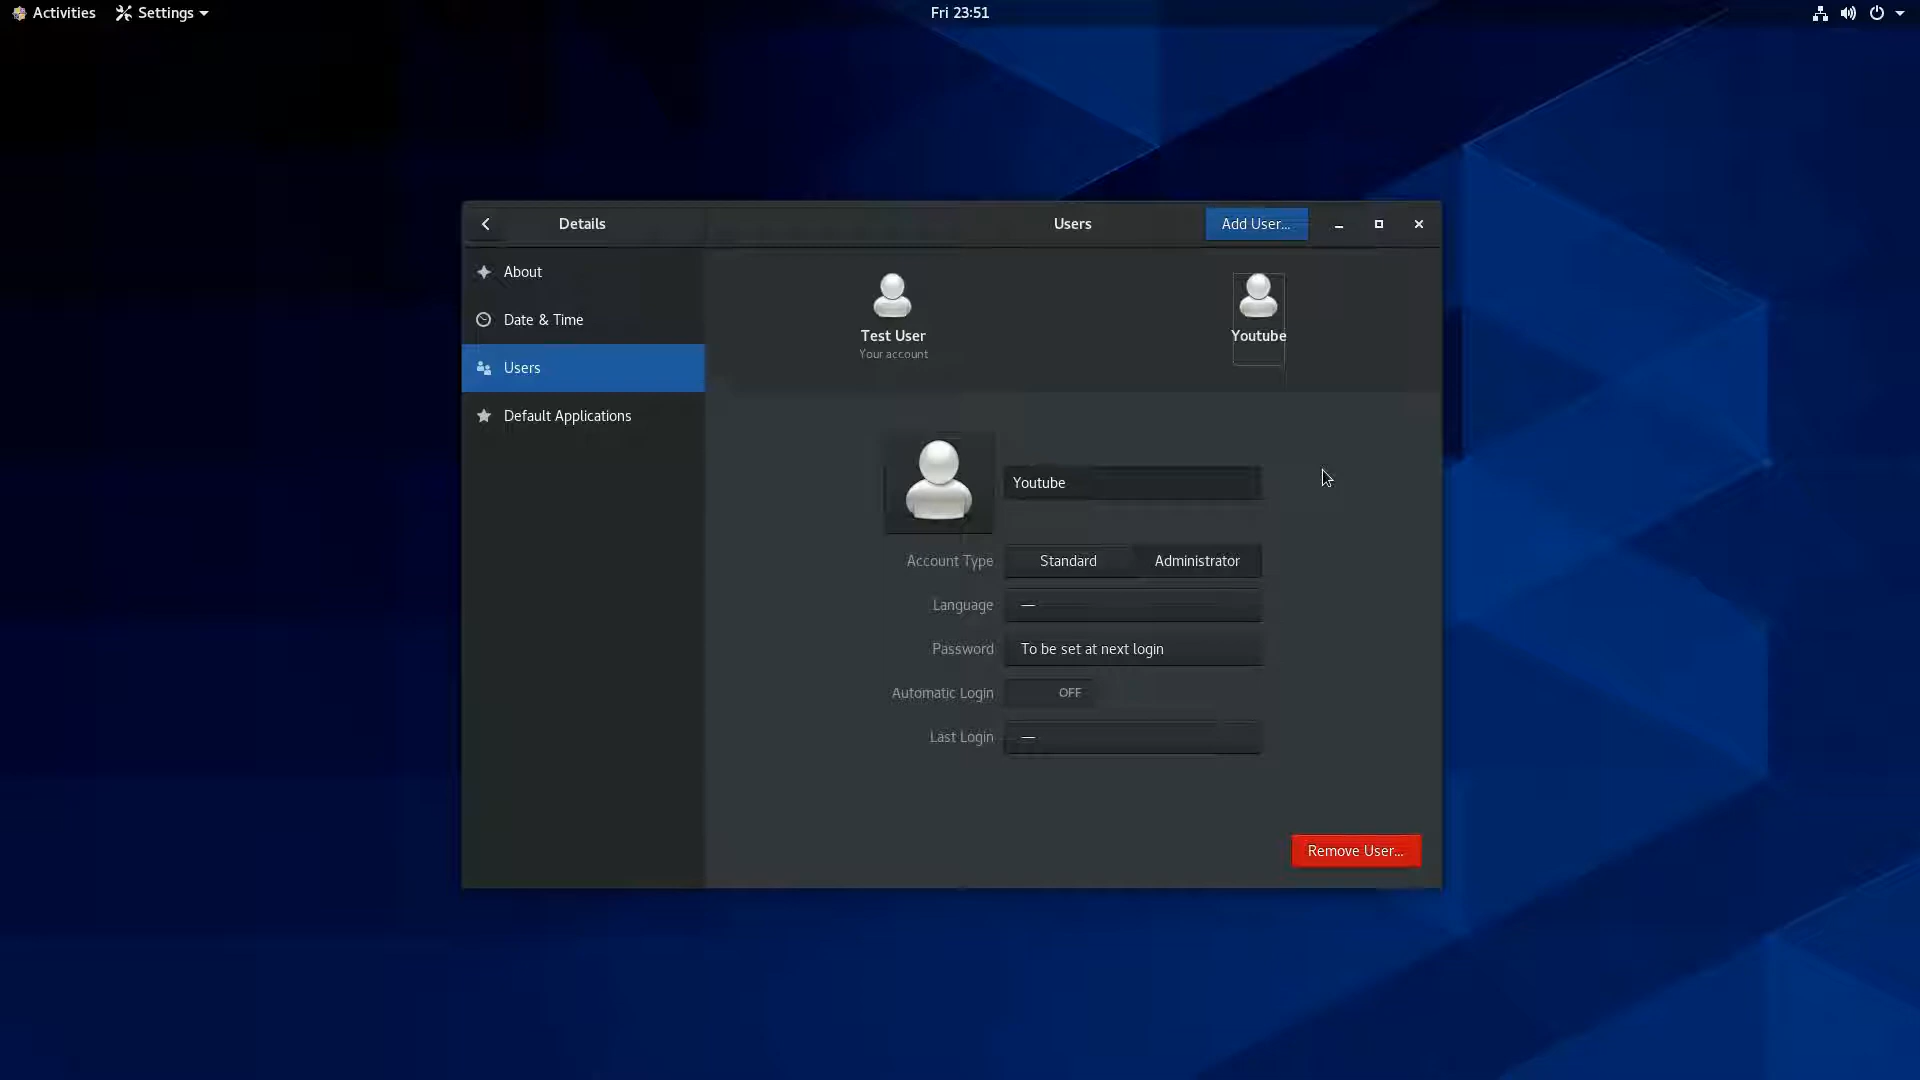 Activities
Settings
Fri 23:51
Details
Users
Add User...
About
Date & Time
Users
Default Applications
Test User
Your account
Youtube
Youtube
Account Type
Standard
Administrator
Language
—
Password
To be set at next login
Automatic Login
OFF
Last Login
—
Remove User...